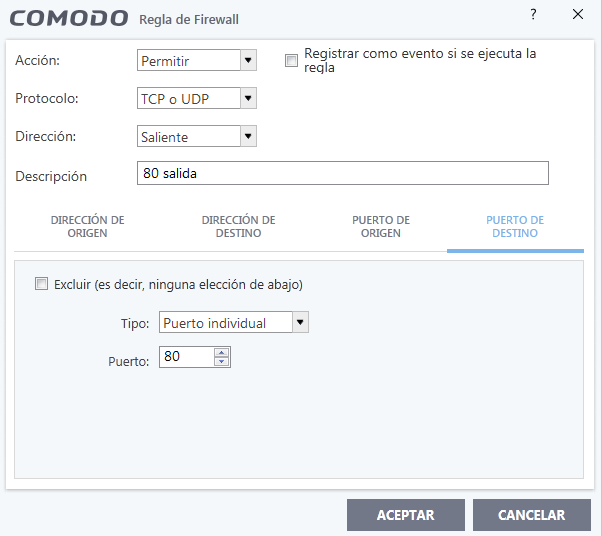 COMODO Regla de Firewall ? ×
Acción: Permitir Registrar como evento si se ejecuta la
regla
Protocolo: TCP o UDP
Dirección: Saliente
Descripción 80 salida
DIRECCIÓN DE
ORIGEN
DIRECCIÓN DE
DESTINO
PUERTO DE
ORIGEN
PUERTO DE
DESTINO
Excluir (es decir, ninguna elección de abajo)
Tipo: Puerto individual
Puerto: 80
ACEPTAR CANCELAR